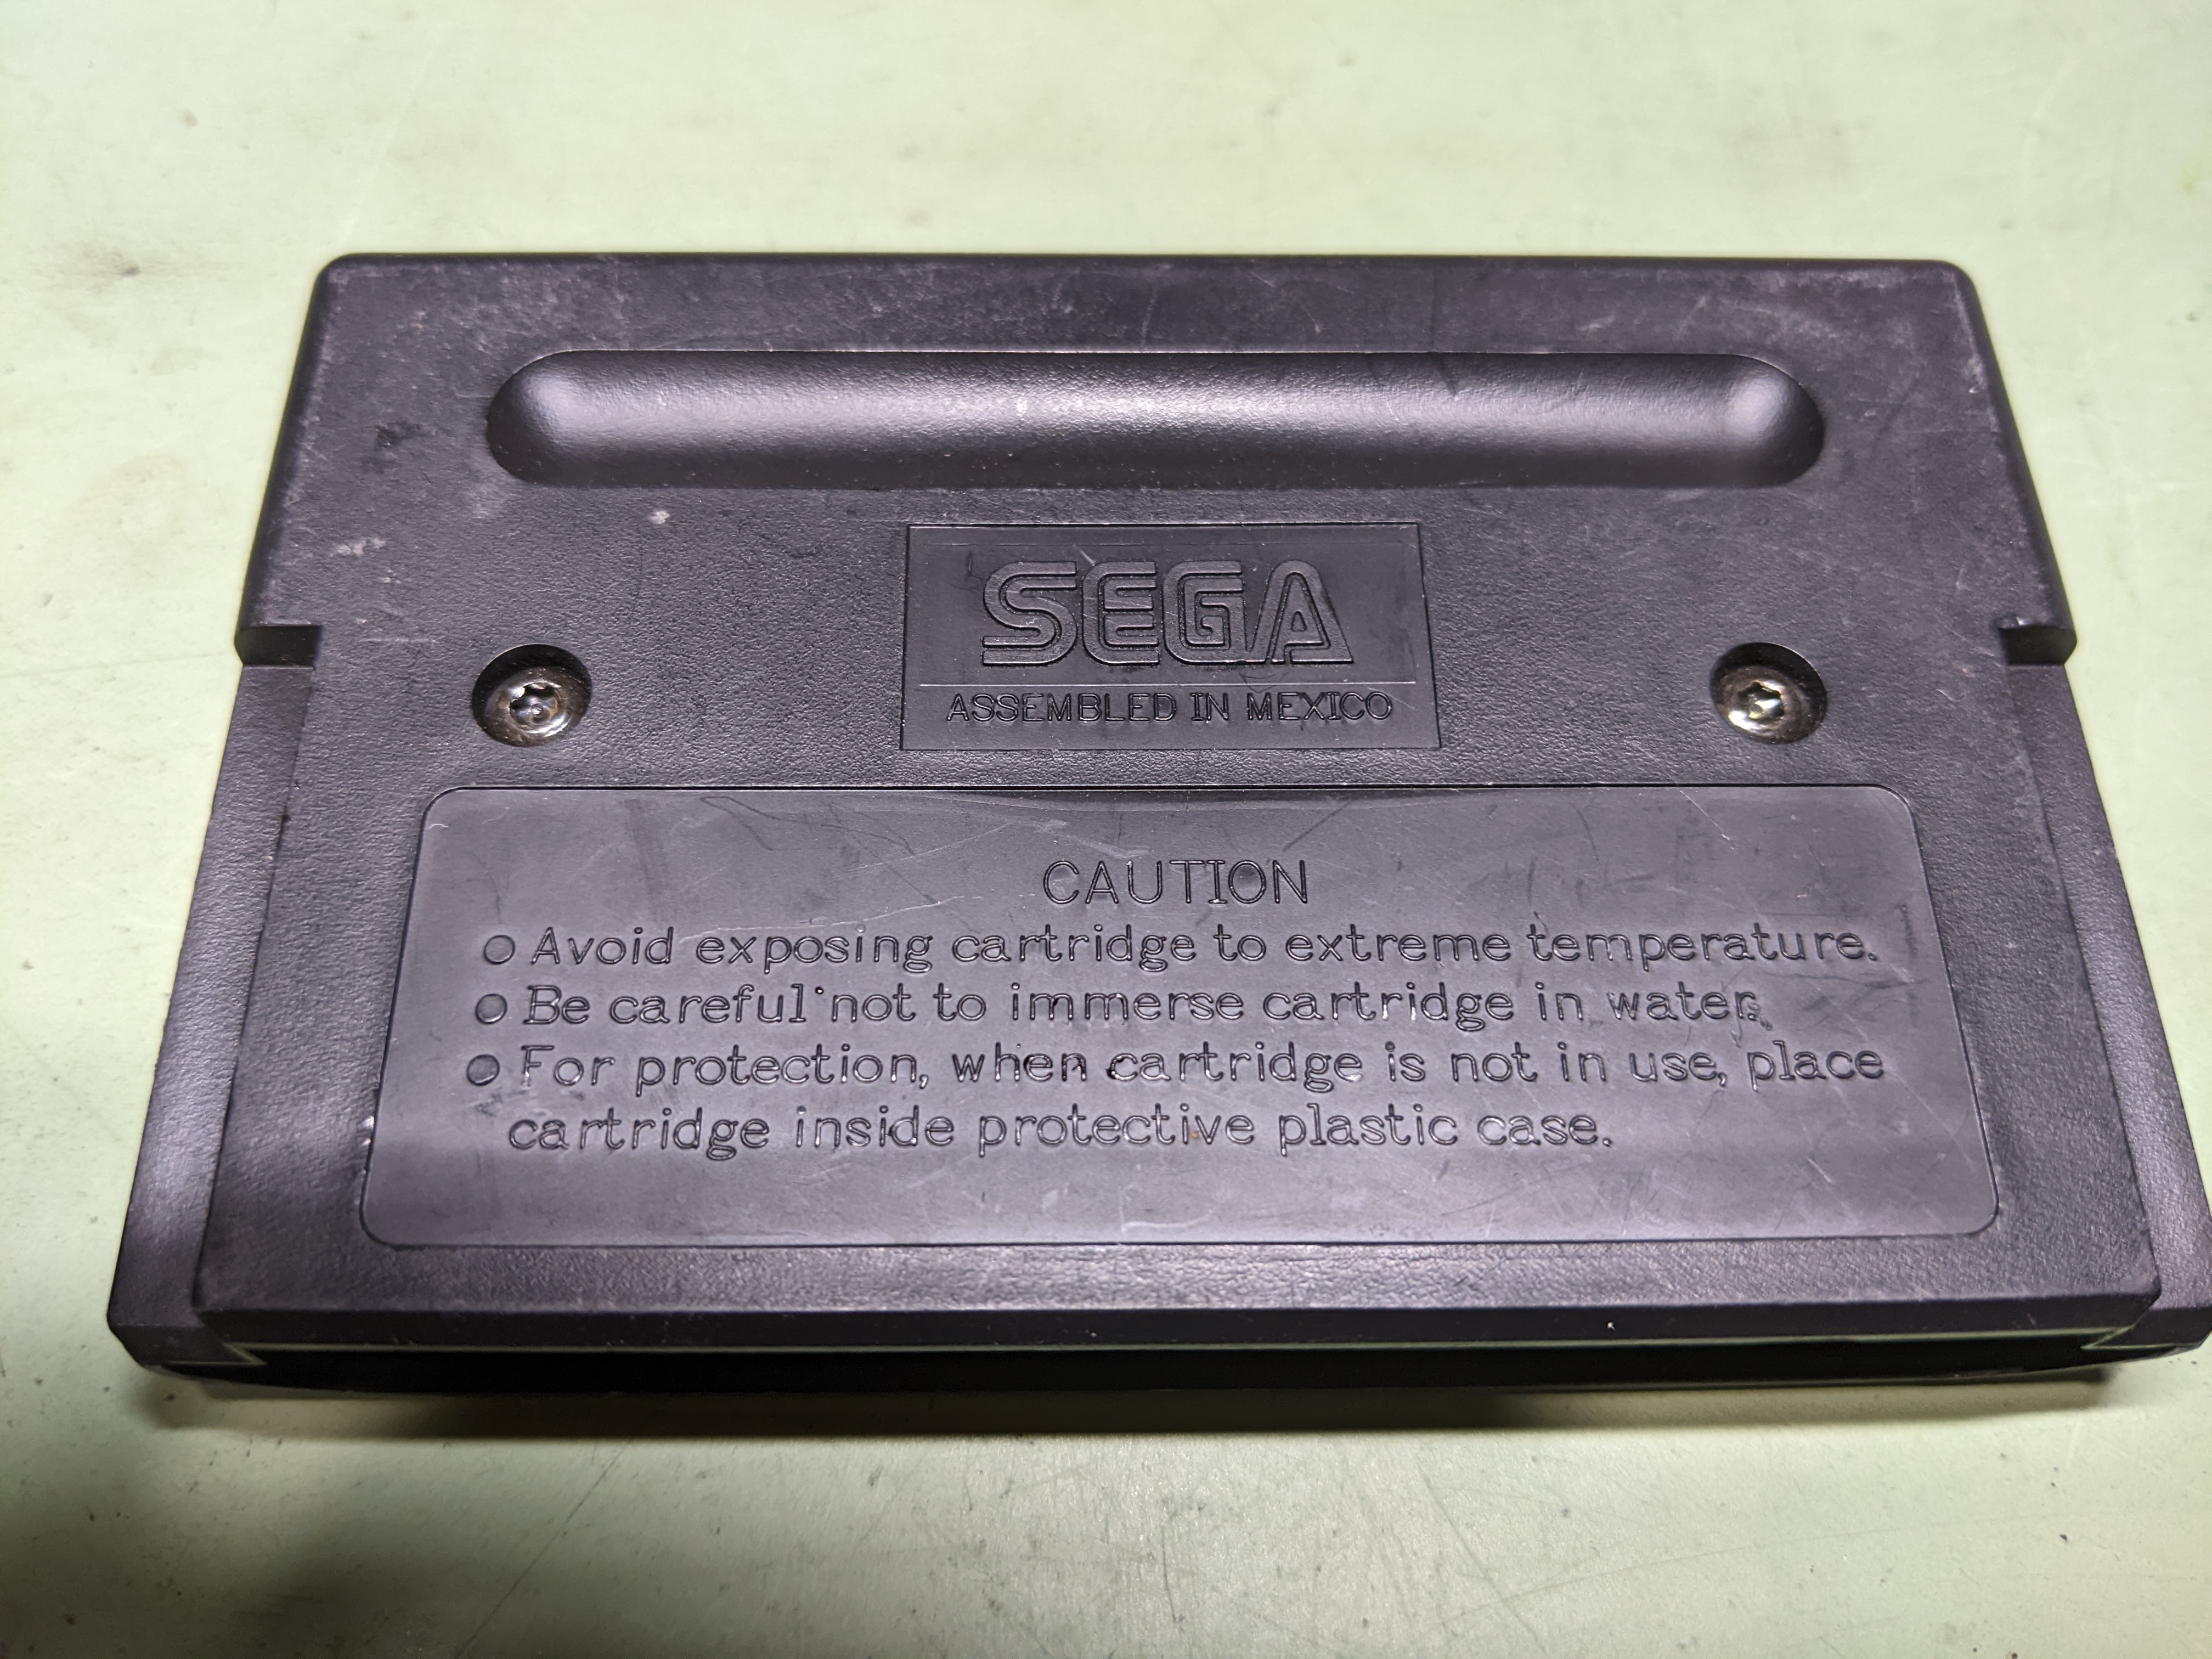 SEGA
ASSEMBLED IN MEXICO
CAUTION
● Avoid exposing cartridge to extreme temperature.
● Be careful not to immerse cartridge in water.
● For protection, when cartridge is not in use, place
cartridge inside protective plastic case.